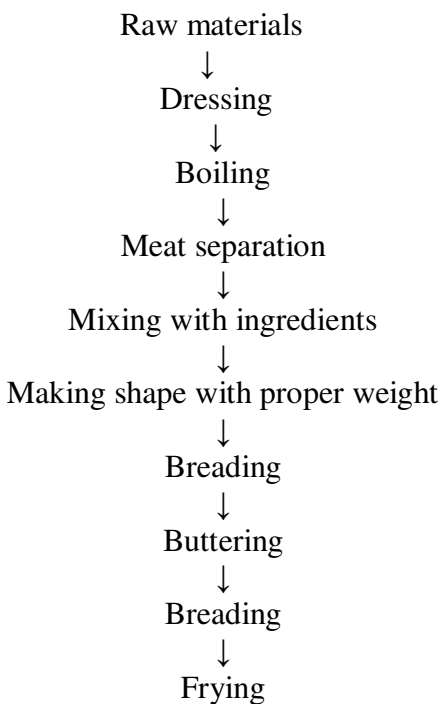 Raw materials
↓
Dressing
↓
Boiling
↓
Meat separation
↓
Mixing with ingredients
↓
Making shape with proper weight
↓
Breading
↓
Buttering
↓
Breading
↓
Frying